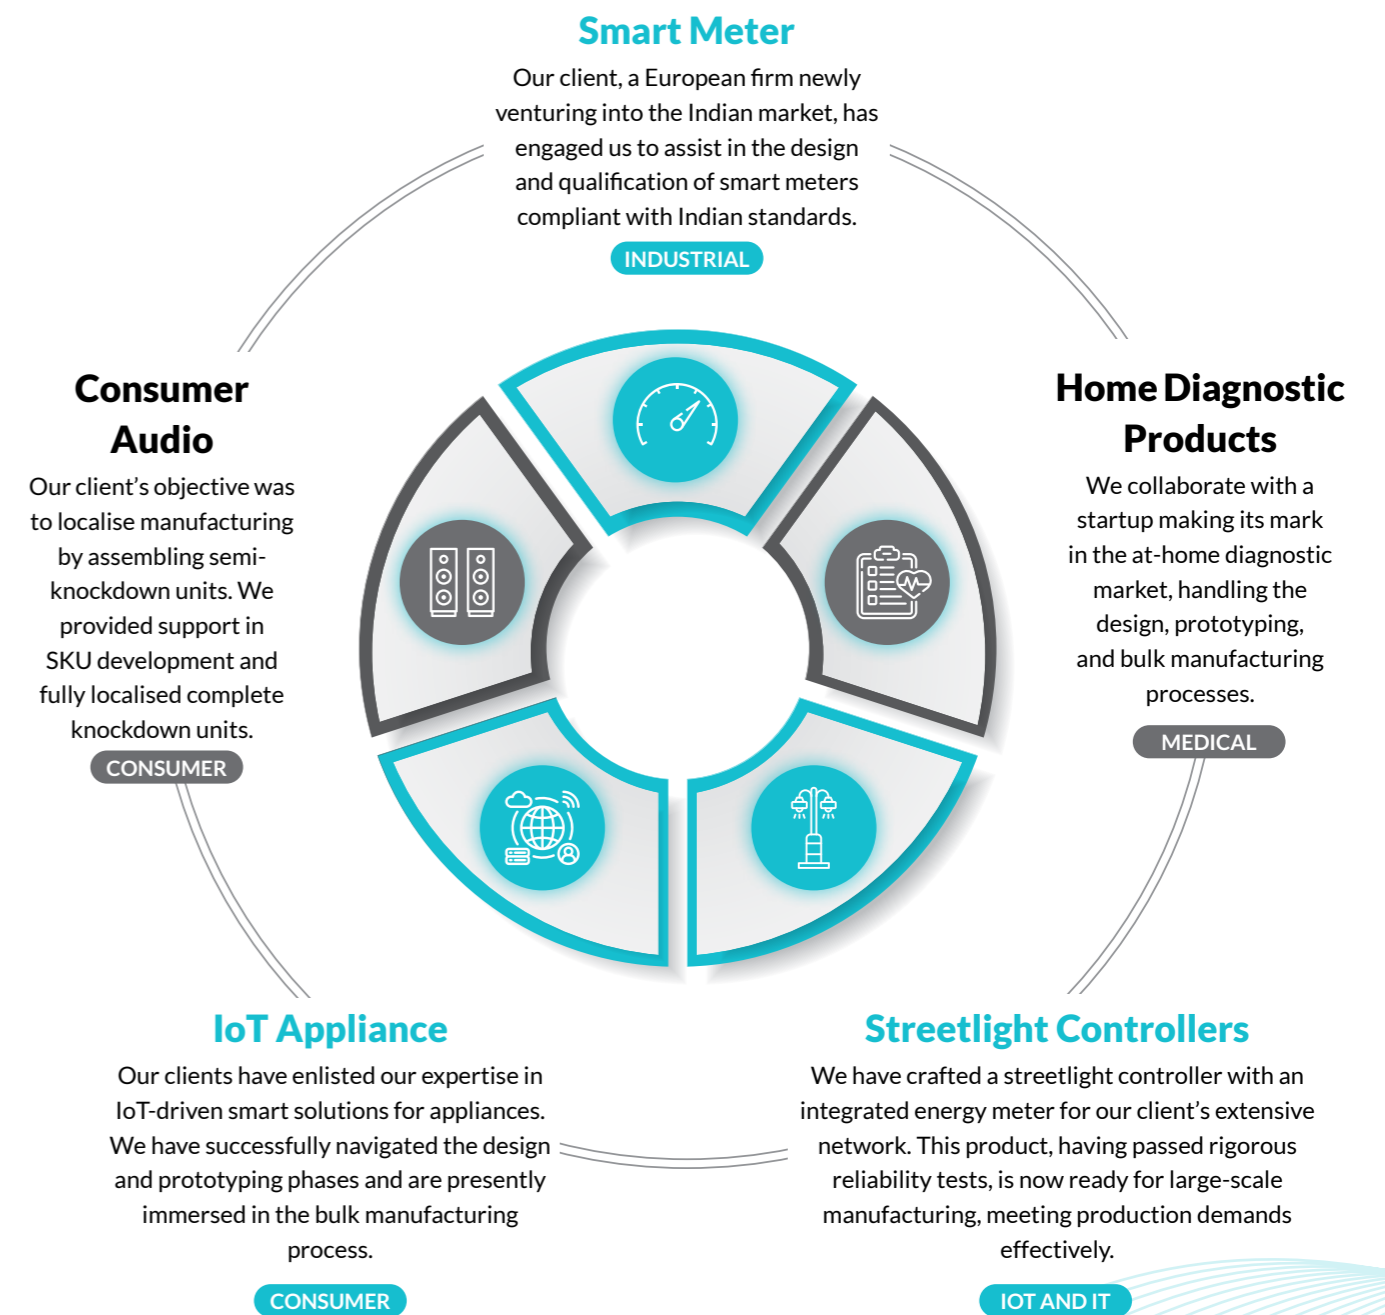 Smart Meter
Our client, a European firm newly
venturing into the Indian market, has
engaged us to assist in the design
and qualification of smart meters
compliant with Indian standards.
INDUSTRIAL
Consumer
Audio
Our client’s objective was
to localise manufacturing
by assembling semi-
knockdown units. We
provided support in
SKU development and
fully localised complete
knockdown units.
CONSUMER
Home Diagnostic
Products
We collaborate with a
startup making its mark
in the at-home diagnostic
market, handling the
design, prototyping,
and bulk manufacturing
processes.
MEDICAL
IoT Appliance
Our clients have enlisted our expertise in
IoT-driven smart solutions for appliances.
We have successfully navigated the design
and prototyping phases and are presently
immersed in the bulk manufacturing
process.
CONSUMER
Streetlight Controllers
We have crafted a streetlight controller with an
integrated energy meter for our client’s extensive
network. This product, having passed rigorous
reliability tests, is now ready for large-scale
manufacturing, meeting production demands
effectively.
IOT AND IT